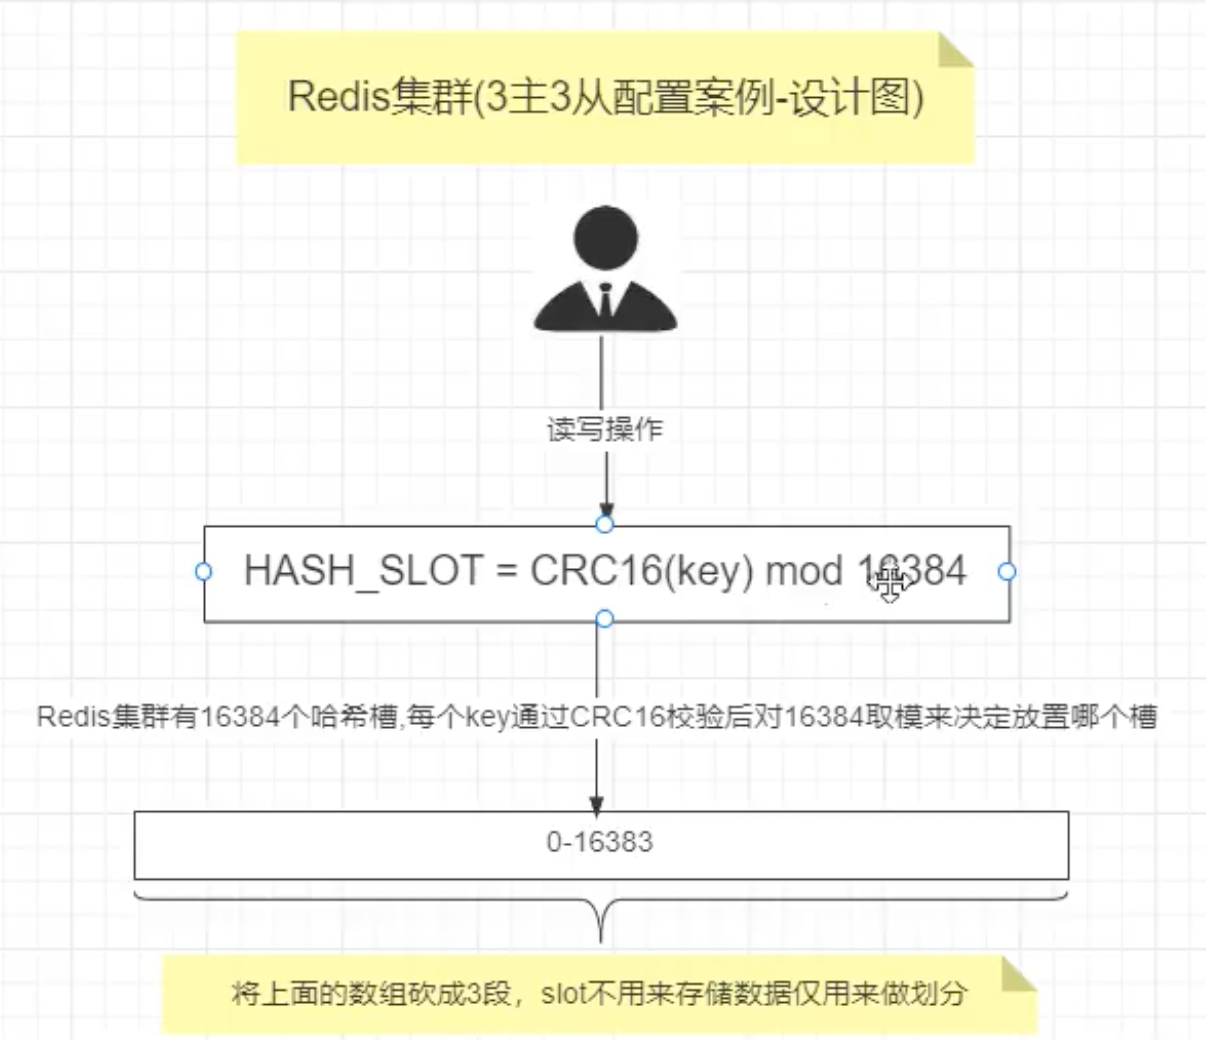 Redis集群(3主3从配置案例-设计图)
读写操作
HASH_SLOT = CRC16(key) mod 16384
Redis集群有16384个哈希槽,每个key通过CRC16校验后对16384取模来决定放置哪个槽
0-16383
将上面的数组砍成3段，slot不用来存储数据仅用来做划分